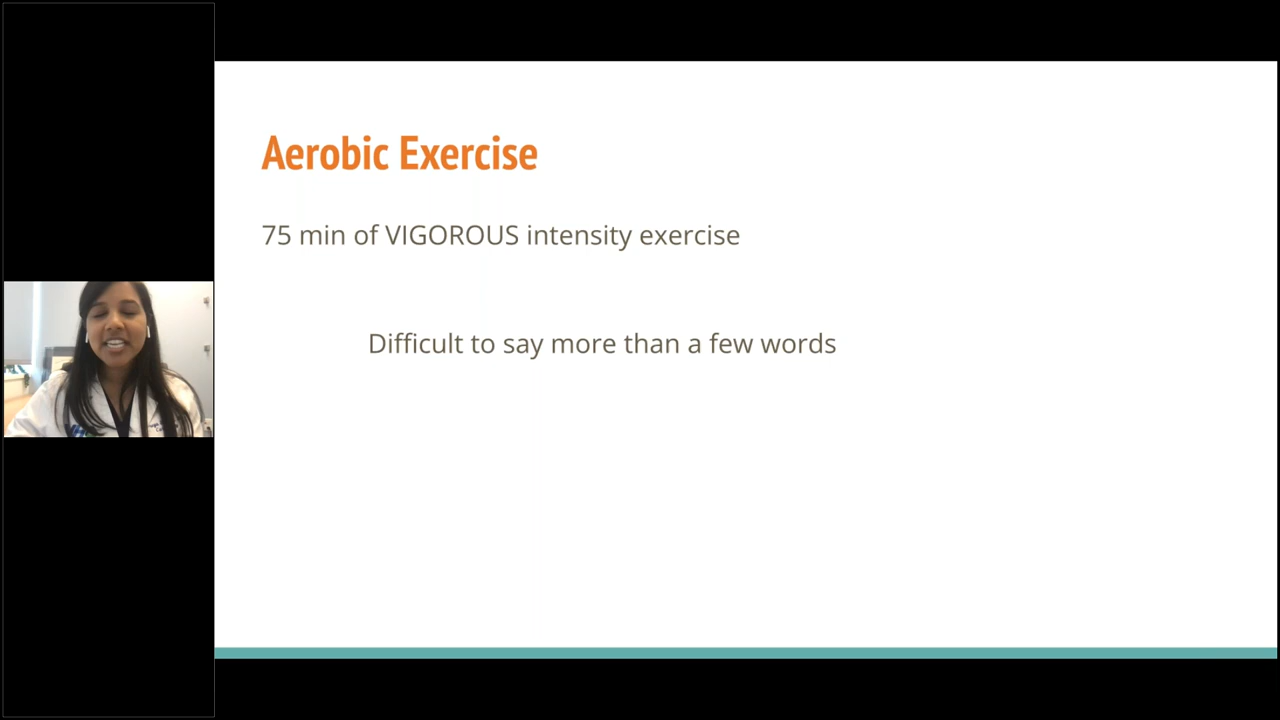 Aerobic Exercise
75 min of VIGOROUS intensity exercise
Difficult to say more than a few words